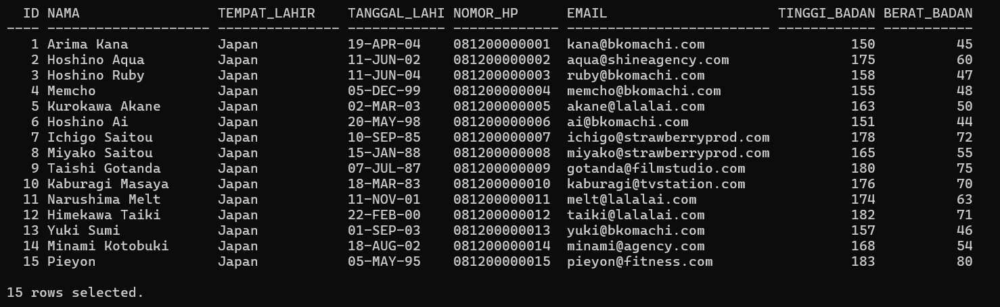 ID NAMA                 TEMPAT_LAHIR    TANGGAL_LAHI NOMOR_HP      EMAIL                     TINGGI_BADAN BERAT_BADAN
---- -------------------- --------------- ------------ ------------- ------------------------- ------------ -----------
   1 Arima Kana           Japan           19-APR-04    081200000001  kana@bkomachi.com                  150          45
   2 Hoshino Aqua         Japan           11-JUN-02    081200000002  aqua@shineagency.com               175          60
   3 Hoshino Ruby         Japan           11-JUN-04    081200000003  ruby@bkomachi.com                  158          47
   4 Memcho               Japan           05-DEC-99    081200000004  memcho@bkomachi.com                155          48
   5 Kurokawa Akane       Japan           02-MAR-03    081200000005  akane@lalalai.com                  163          50
   6 Hoshino Ai           Japan           20-MAY-98    081200000006  ai@bkomachi.com                    151          44
   7 Ichigo Saitou        Japan           10-SEP-85    081200000007  ichigo@strawberryprod.com          178          72
   8 Miyako Saitou        Japan           15-JAN-88    081200000008  miyako@strawberryprod.com          165          55
   9 Taishi Gotanda       Japan           07-JUL-87    081200000009  gotanda@filmstudio.com             180          75
  10 Kaburagi Masaya      Japan           18-MAR-83    081200000010  kaburagi@tvstation.com             176          70
  11 Narushima Melt       Japan           11-NOV-01    081200000011  melt@lalalai.com                   174          63
  12 Himekawa Taiki       Japan           22-FEB-00    081200000012  taiki@lalalai.com                  182          71
  13 Yuki Sumi            Japan           01-SEP-03    081200000013  yuki@bkomachi.com                  157          46
  14 Minami Kotobuki      Japan           18-AUG-02    081200000014  minami@agency.com                  168          54
  15 Pieyon               Japan           05-MAY-95    081200000015  pieyon@fitness.com                 183          80
15 rows selected.